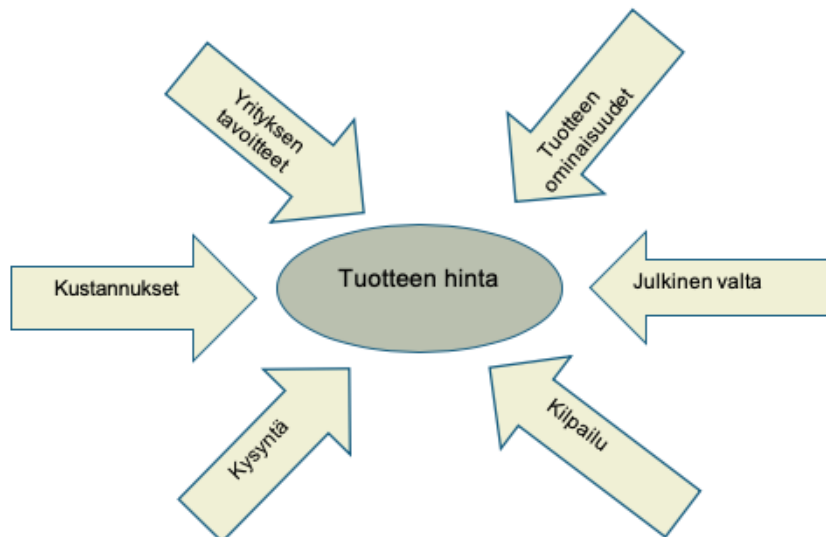 Yrityksen
tavoitteet
Tuotteen
ominaisuudet
Kustannukset
Tuotteen hinta
Julkinen valta
Kysyntä
Kilpailu